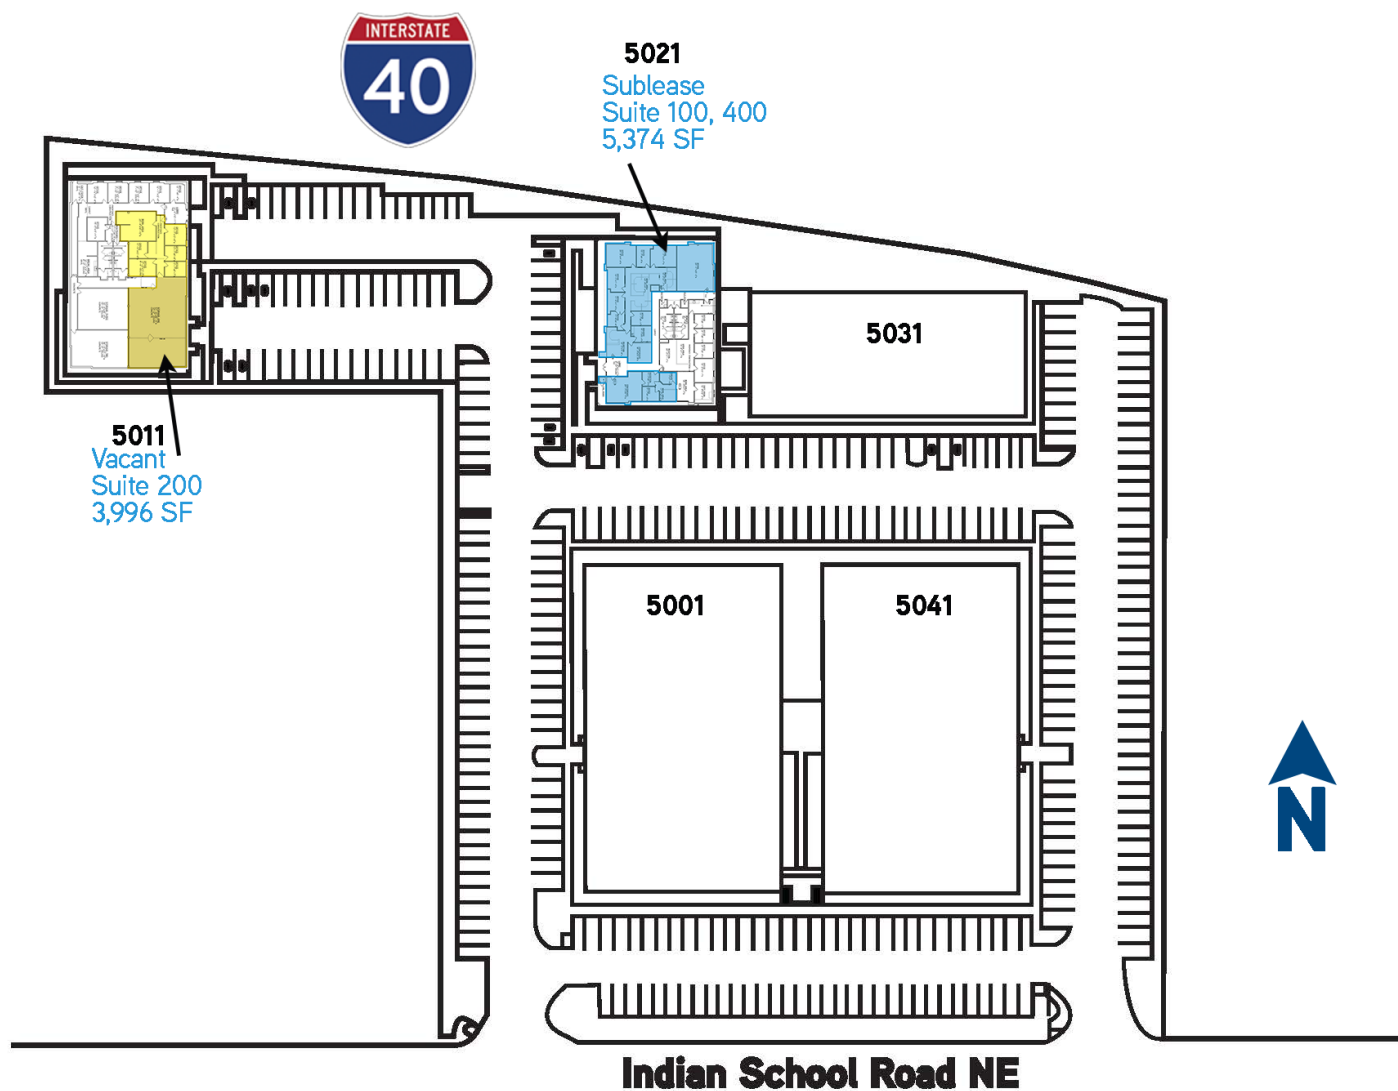 INTERSTATE
40
5021
Sublease
Suite 100, 400
5,374 SF
5031
5011
Vacant
Suite 200
3,996 SF
5001
5041
N
Indian School Road NE